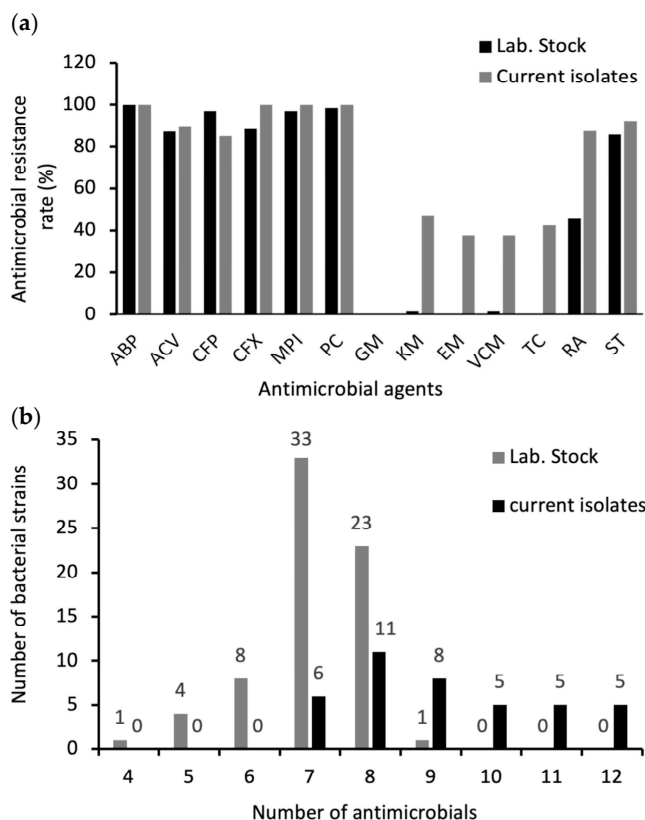 (a)
Lab. Stock
Current isolates
Antimicrobial resistance
rate (%)
120
100
80
60
40
20
0
ABP ACV CFP CFX MPI PC GM KM EM VCM TC RA ST
Antimicrobial agents
(b)
Lab. Stock
current isolates
Number of bacterial strains
35
30
25
20
15
10
5
0
1 0 4 0 8 0 33 6 23 11 1 8 0 5 0 5 0 5
4 5 6 7 8 9 10 11 12
Number of antimicrobials